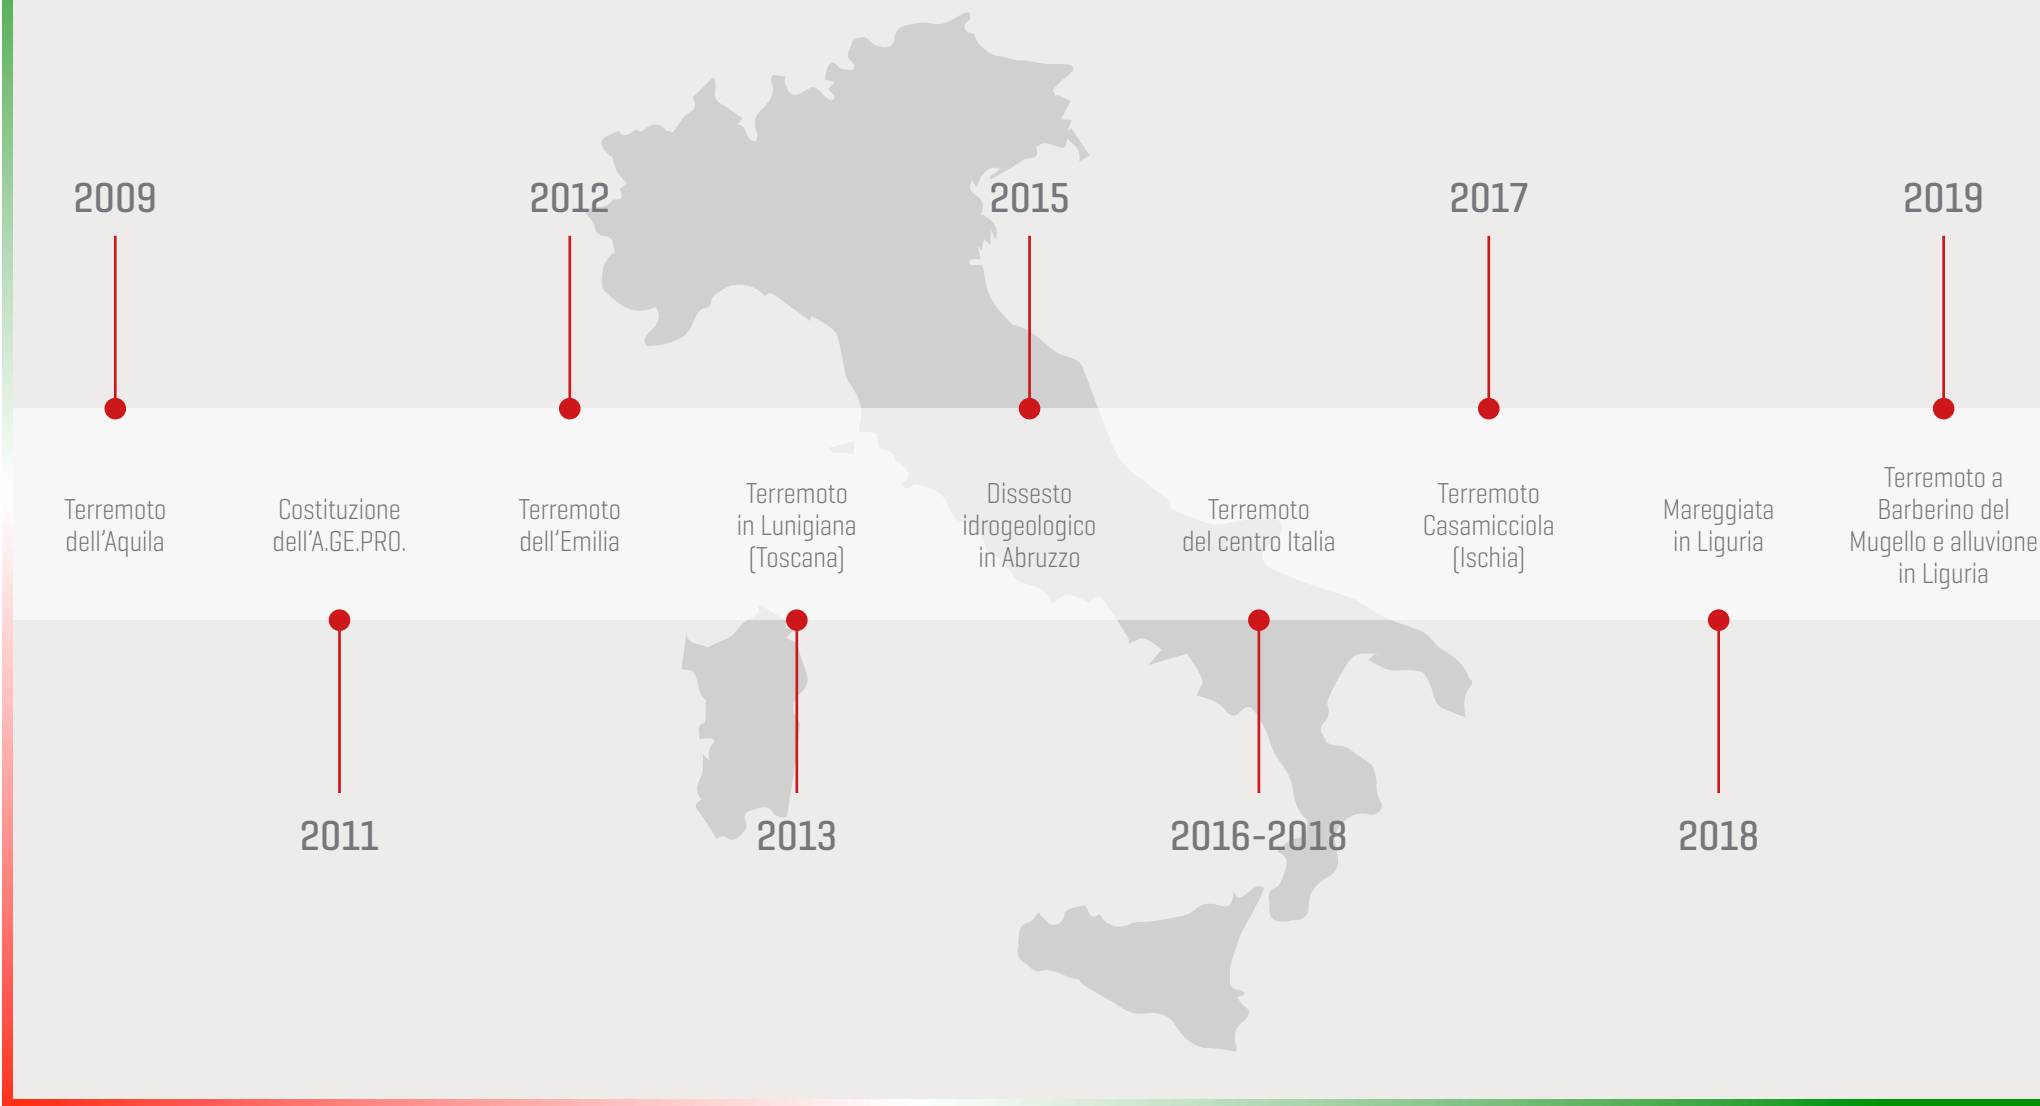 2009
Terremoto
dell'Aquila
Costituzione
dell'A.GE.PRO.
2011
2012
Terremoto
dell'Emilia
Terremoto
in Lunigiana
(Toscana)
2013
2015
Dissesto
idrogeologico
in Abruzzo
Terremoto
del centro Italia
2016-2018
2017
Terremoto
Casamicciola
(Ischia)
Mareggiata
in Liguria
2018
2019
Terremoto a
Barberino del
Mugello e alluvione
in Liguria